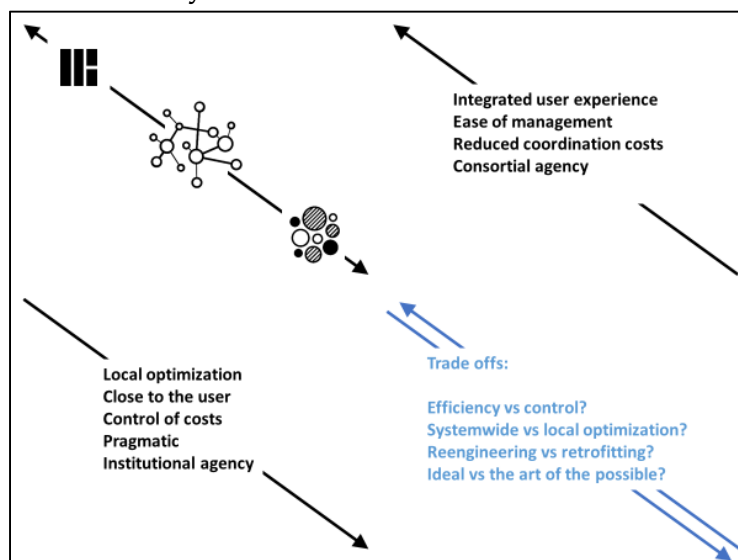 Integrated user experience
Ease of management
Reduced coordination costs
Consortial agency
Local optimization
Close to the user
Control of costs
Pragmatic
Institutional agency
Trade offs:
Efficiency vs control?
Systemwide vs local optimization?
Reengineering vs retrofitting?
Ideal vs the art of the possible?